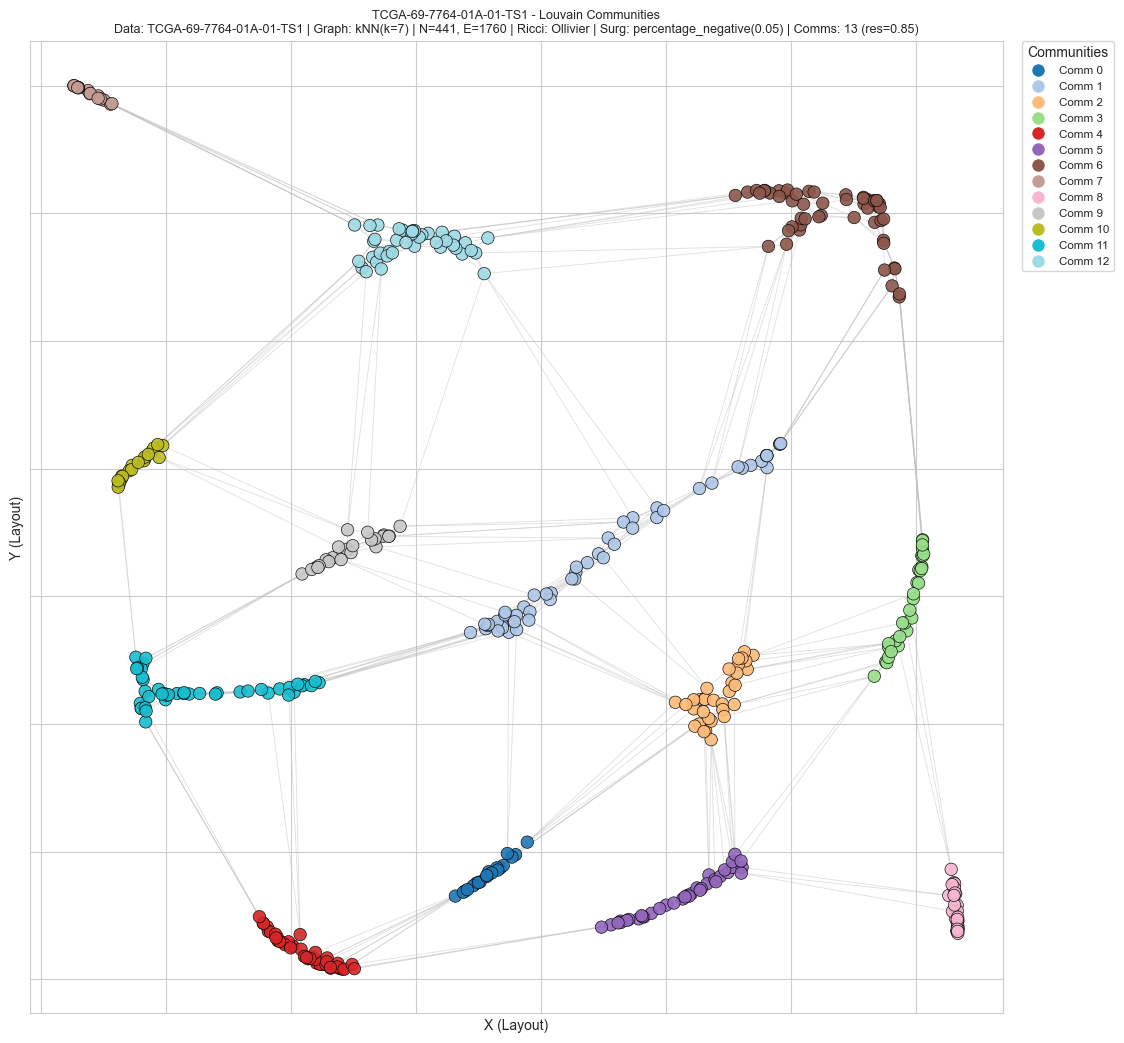 TCGA-69-7764-01A-01-TS1 - Louvain Communities
Data: TCGA-69-7764-01A-01-TS1 | Graph: kNN(k=7) | N=441, E=1760 | Ricci: Ollivier | Surg: percentage_negative(0.05) | Comms: 13 (res=0.85)
Communities
Comm 0
Comm 1
Comm 2
Comm 3
Comm 4
Comm 5
Comm 6
Comm 7
Comm 8
Comm 9
Comm 10
Comm 11
Comm 12
Y (Layout)
X (Layout)